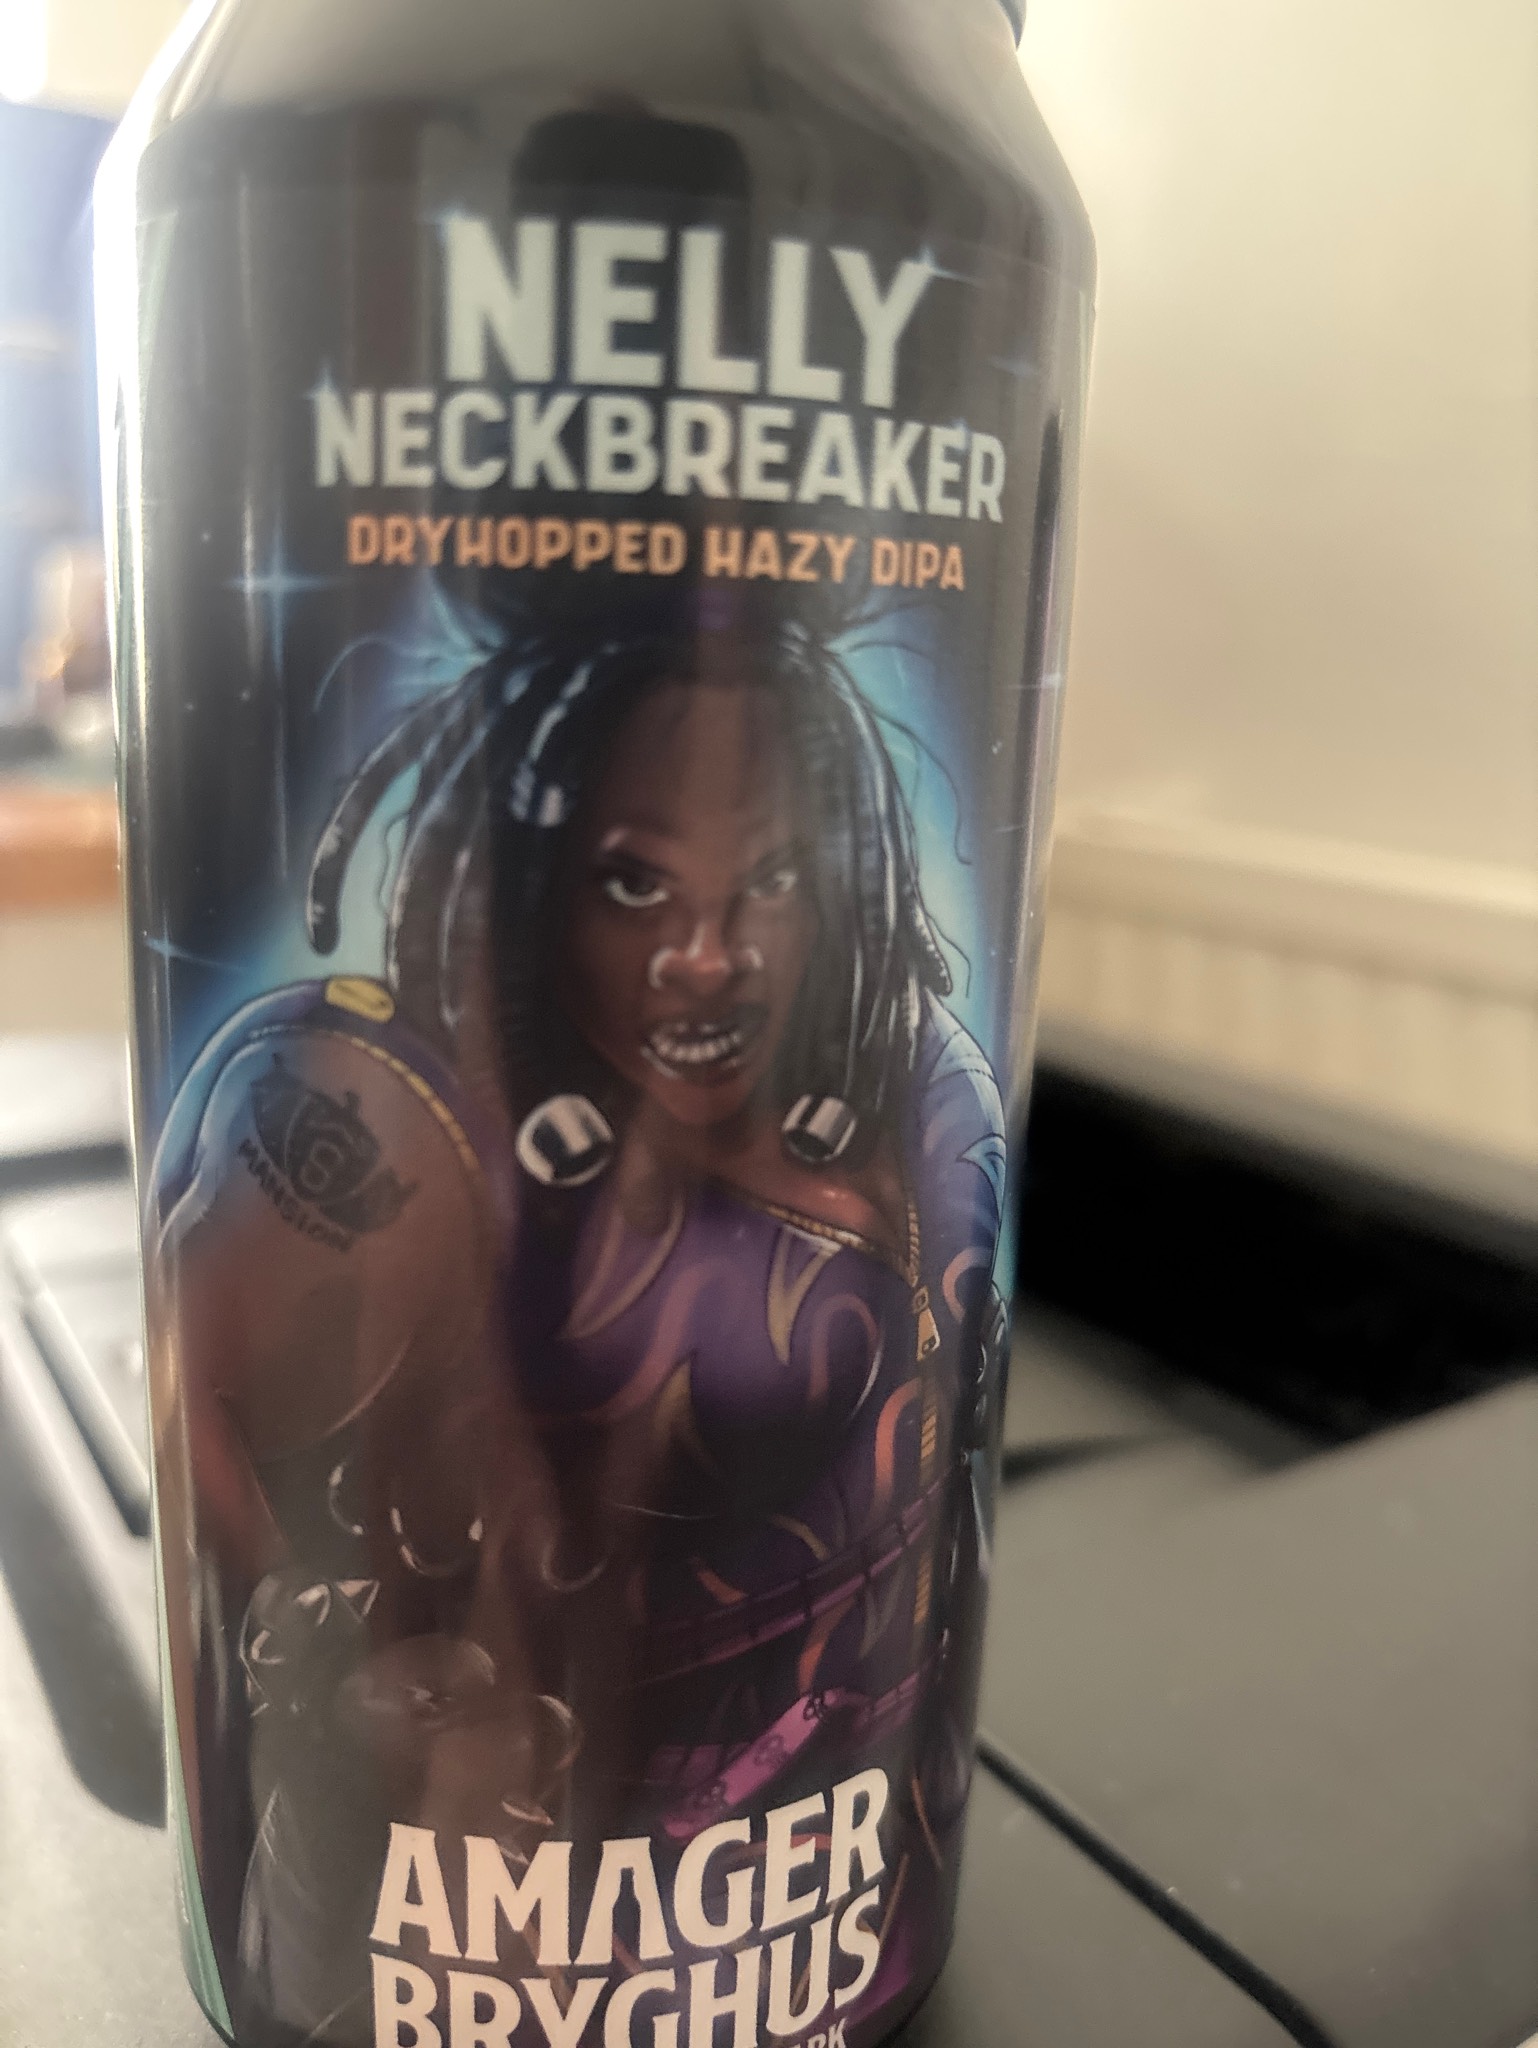 NELLY
NECKBREAKER
DRYHOPPED HAZY DIPA
MANSION
AMAGER
BRYGHUS